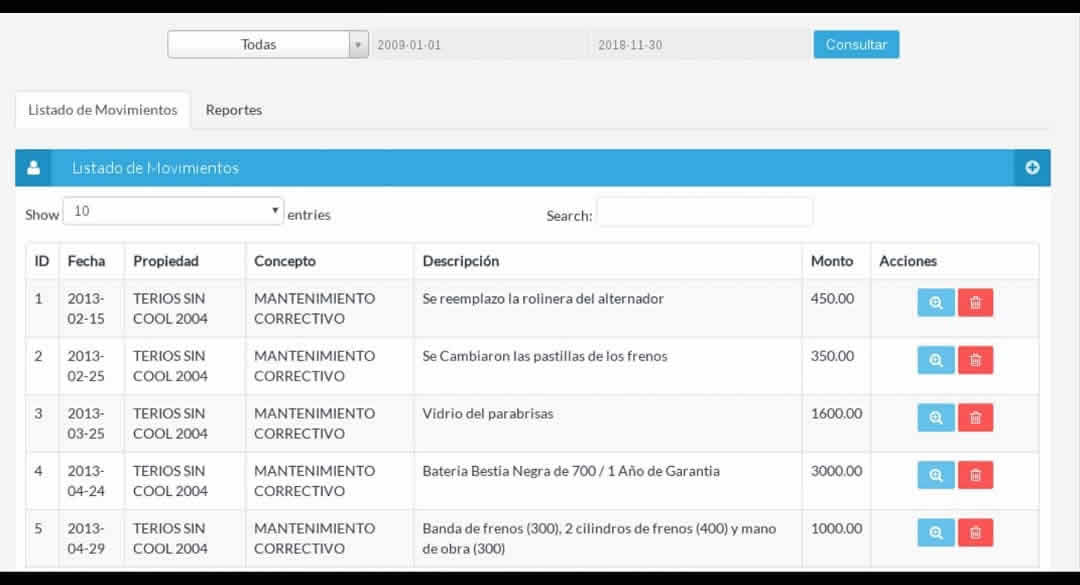 Todas 2009-01-01 2018-11-30 Consultar
Listado de Movimientos Reportes
Listado de Movimientos
Show 10 entries Search:
ID Fecha Propiedad Concepto Descripción Monto Acciones
1 2013- TERIOS SIN MANTENIMIENTO Se reemplazo la rolinera del alternador 450.00
02-15 COOL 2004 CORRECTIVO
2 2013- TERIOS SIN MANTENIMIENTO Se Cambiaron las pastillas de los frenos 350.00
02-25 COOL 2004 CORRECTIVO
3 2013- TERIOS SIN MANTENIMIENTO Vidrio del parabrisas 1600.00
03-25 COOL 2004 CORRECTIVO
4 2013- TERIOS SIN MANTENIMIENTO Bateria Bestia Negra de 700 / 1 Año de Garantia 3000.00
04-24 COOL 2004 CORRECTIVO
5 2013- TERIOS SIN MANTENIMIENTO Banda de frenos (300), 2 cilindros de frenos (400) y mano 1000.00
04-29 COOL 2004 CORRECTIVO de obra (300)